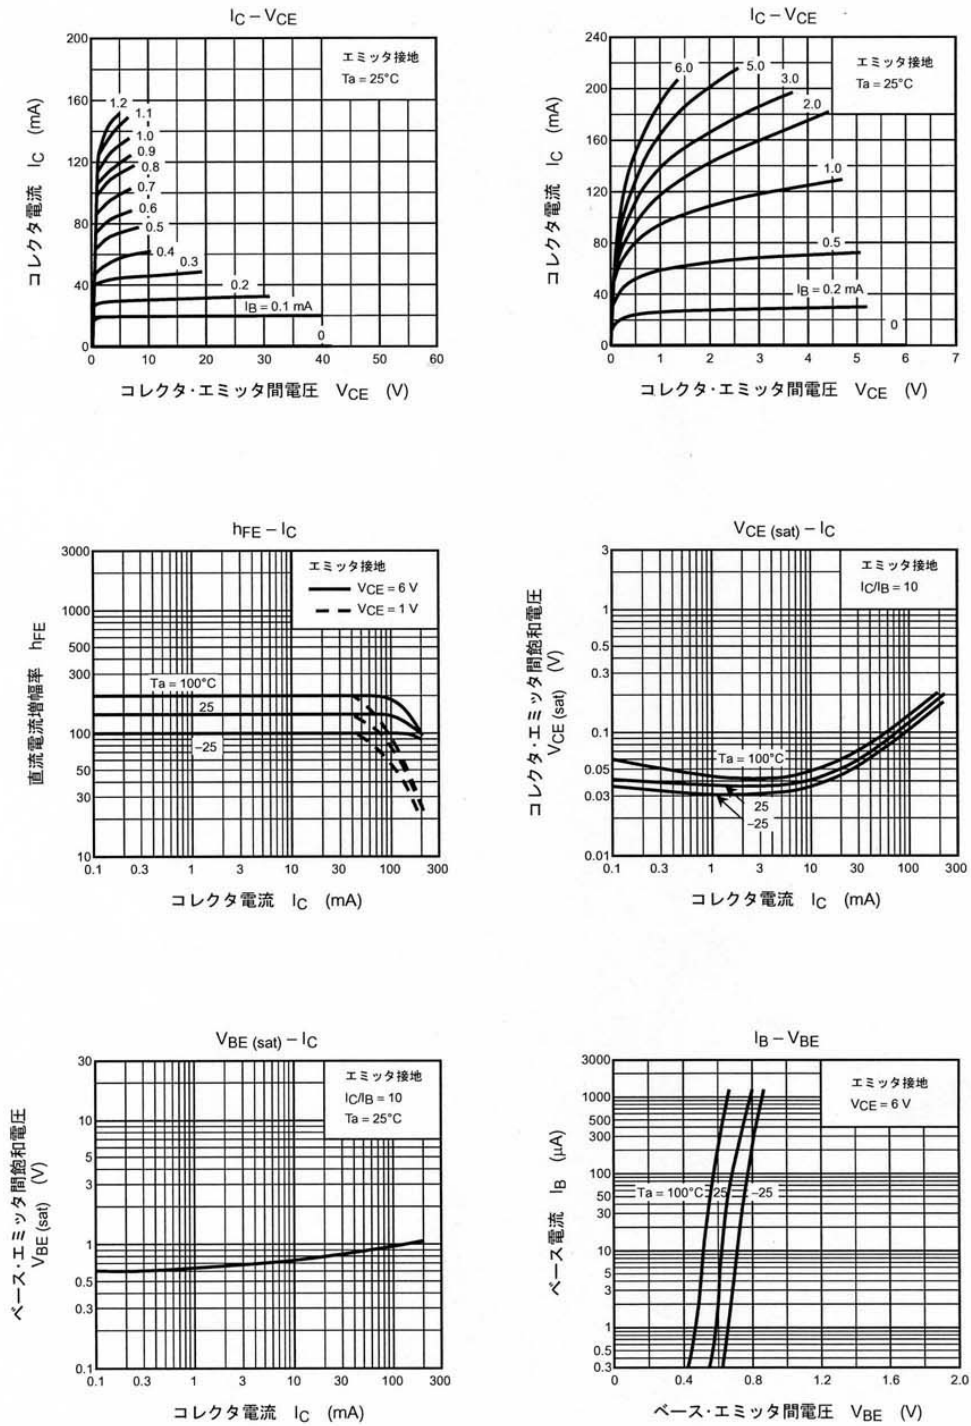 IC – VCE
コレクタ電流 IC (mA)
200
160
120
80
40
0
エミッタ接地
Ta = 25°C
1.2
1.1
1.0
0.9
0.8
0.7
0.6
0.5
0.4
0.3
0.2
IB = 0.1 mA
0
0 10 20 30 40 50 60
コレクタ・エミッタ間電圧 VCE (V)
IC – VCE
コレクタ電流 IC (mA)
240
200
160
120
80
40
0
エミッタ接地
Ta = 25°C
6.0
5.0
3.0
2.0
1.0
0.5
IB = 0.2 mA
0
0 1 2 3 4 5 6 7
コレクタ・エミッタ間電圧 VCE (V)
hFE – IC
直流電流増幅率 hFE
3000
1000
500
300
100
50
30
10
エミッタ接地
VCE = 6 V
VCE = 1 V
Ta = 100°C
25
–25
0.1 0.3 1 3 10 30 100 300
コレクタ電流 IC (mA)
VCE (sat) – IC
コレクタ・エミッタ間飽和電圧
VCE (sat) (V)
3
1
0.5
0.3
0.1
0.05
0.03
0.01
エミッタ接地
IC/IB = 10
Ta = 100°C
25
–25
0.1 0.3 1 3 10 30 100 300
コレクタ電流 IC (mA)
VBE (sat) – IC
ベース・エミッタ間飽和電圧
VBE (sat) (V)
30
10
5
3
1
0.5
0.3
0.1
エミッタ接地
IC/IB = 10
Ta = 25°C
0.1 0.3 1 3 10 30 100 300
コレクタ電流 IC (mA)
IB – VBE
ベース電流 IB (μA)
3000
1000
500
300
100
50
30
10
5
3
1
0.5
0.3
エミッタ接地
VCE = 6 V
Ta = 100°C 25 –25
0 0.4 0.8 1.2 1.6 2.0
ベース・エミッタ間電圧 VBE (V)